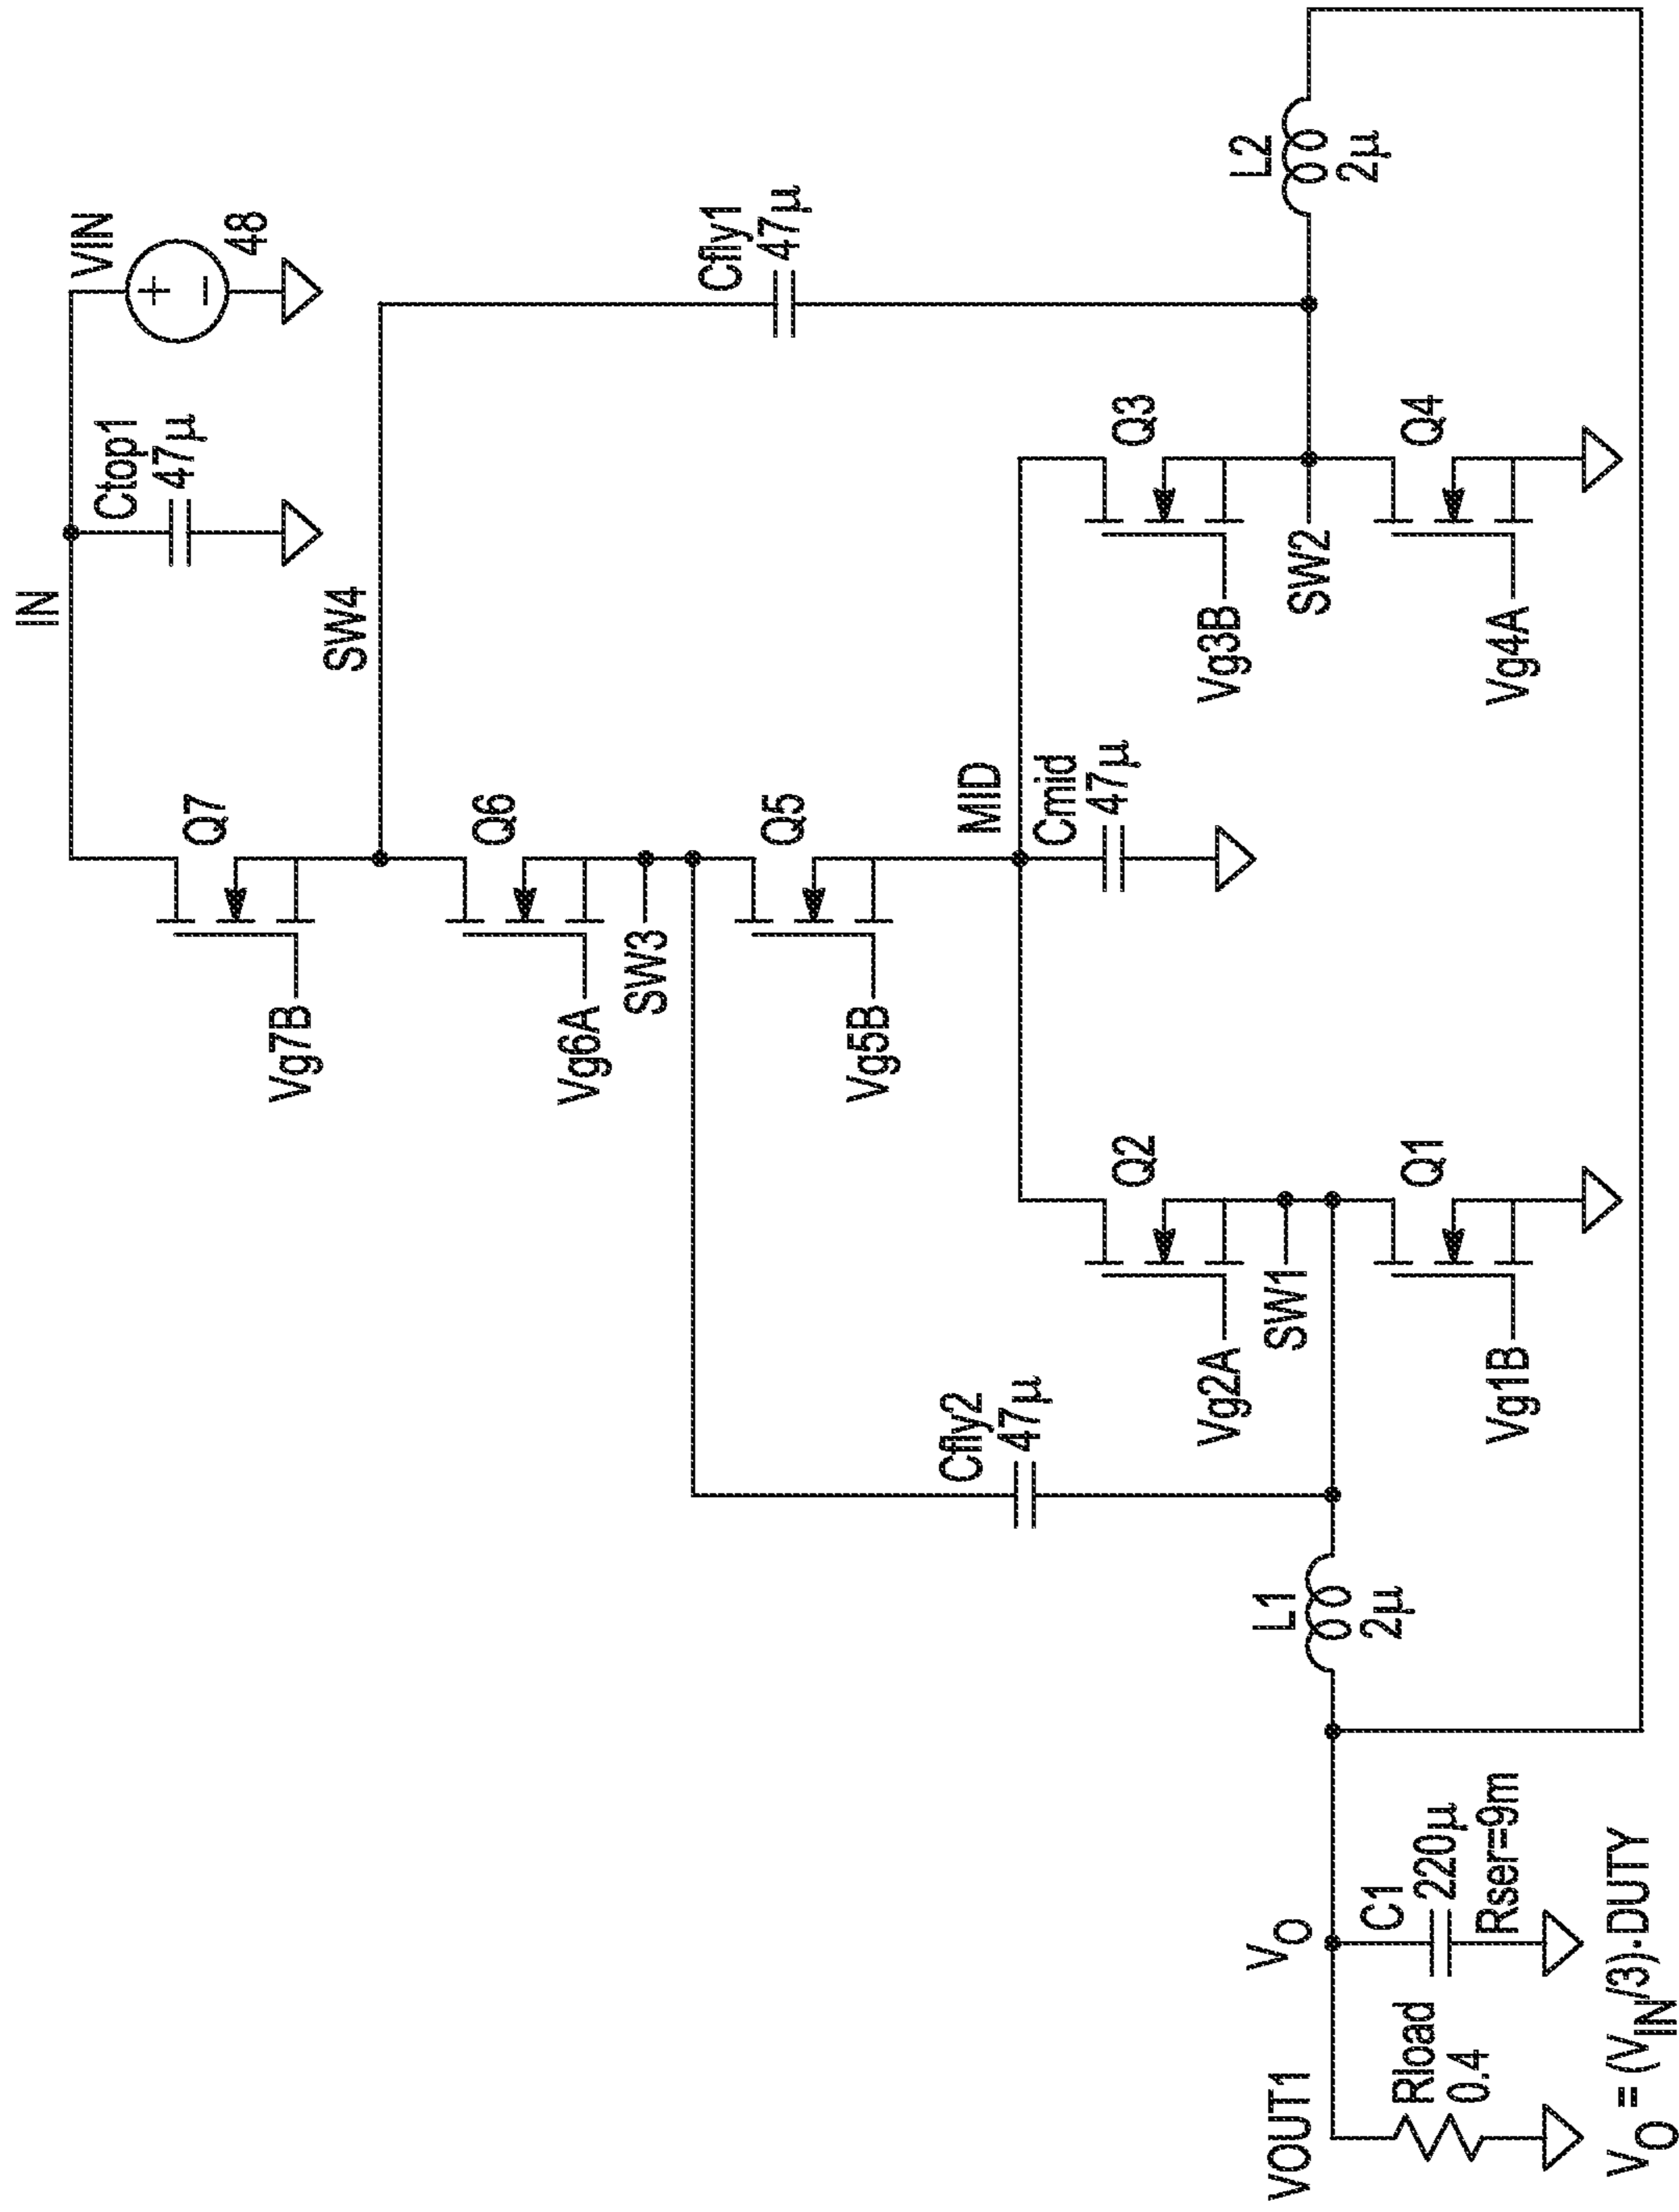 IN
VIN
48
Ctop1
47µ
SW4
Q7
Vg7B
Q6
Vg6A
SW3
Q5
Vg5B
Cfly1
47µ
MID
Cmid
47µ
Q3
Vg3B
SW2
Q4
Vg4A
L2
2µ
Q2
Vg2A
SW1
Q1
Vg1B
Cfly2
47µ
L1
2µ
VOUT1
VO
Rload
0.4
C1
220µ
Rser=9m
VO = (VIN/3)·DUTY